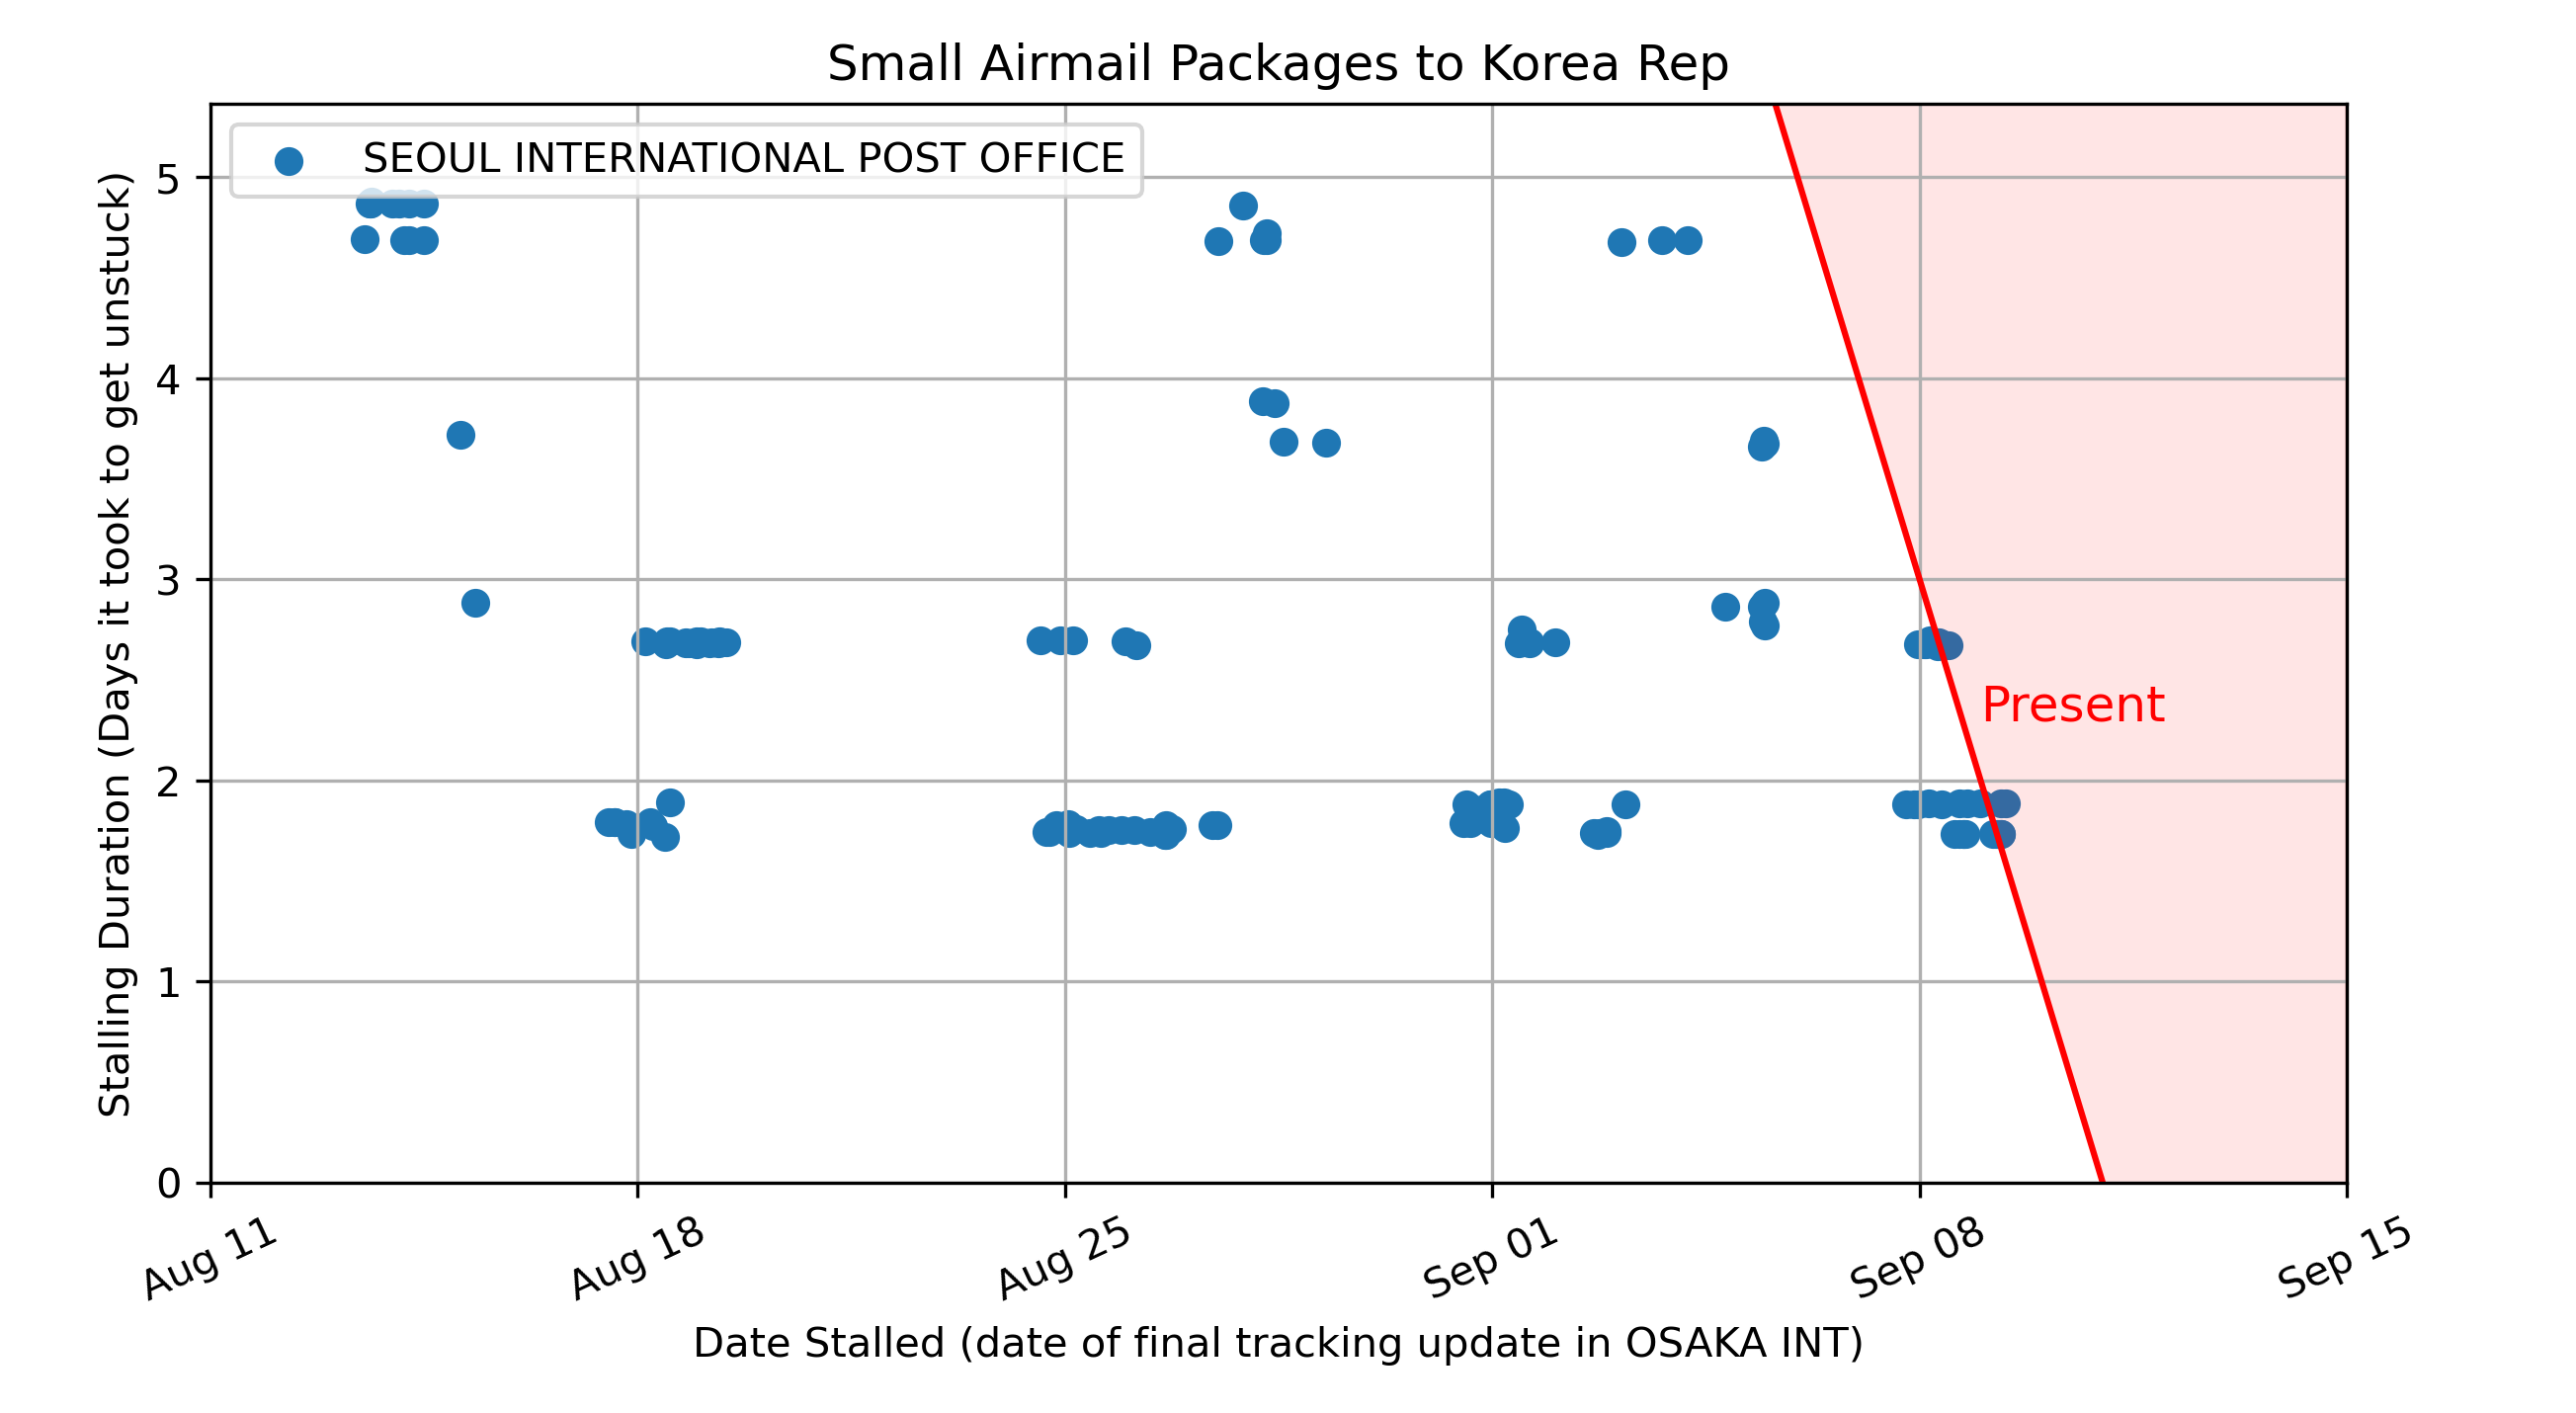 Small Airmail Packages to Korea Rep
SEOUL INTERNATIONAL POST OFFICE
Stalling Duration (Days it took to get unstuck)
5
4
3
2
1
0
Present
Aug 11
Aug 18
Aug 25
Sep 01
Sep 08
Sep 15
Date Stalled (date of final tracking update in OSAKA INT)